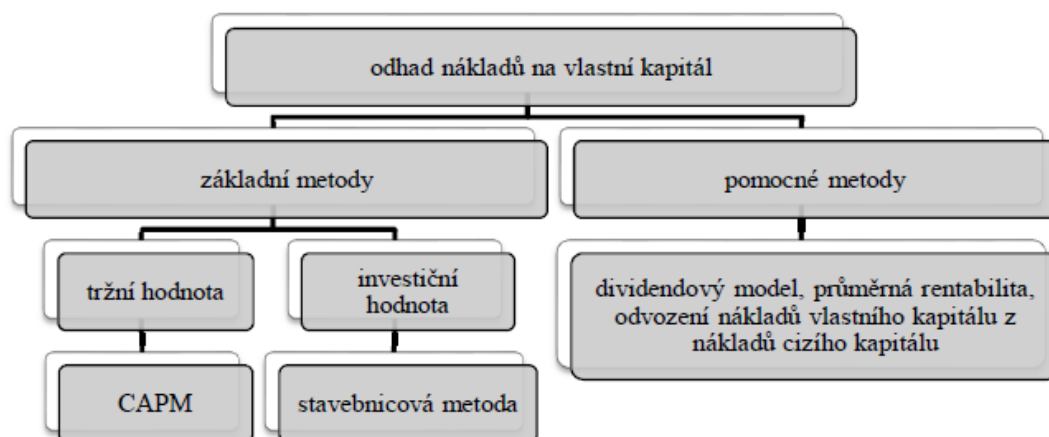 odhad nákladů na vlastní kapitál
základní metody
pomocné metody
tržní hodnota
investiční
hodnota
dividendový model, průměrná rentabilita,
odvození nákladů vlastního kapitálu z
nákladů cizího kapitálu
CAPM
stavebnicová metoda